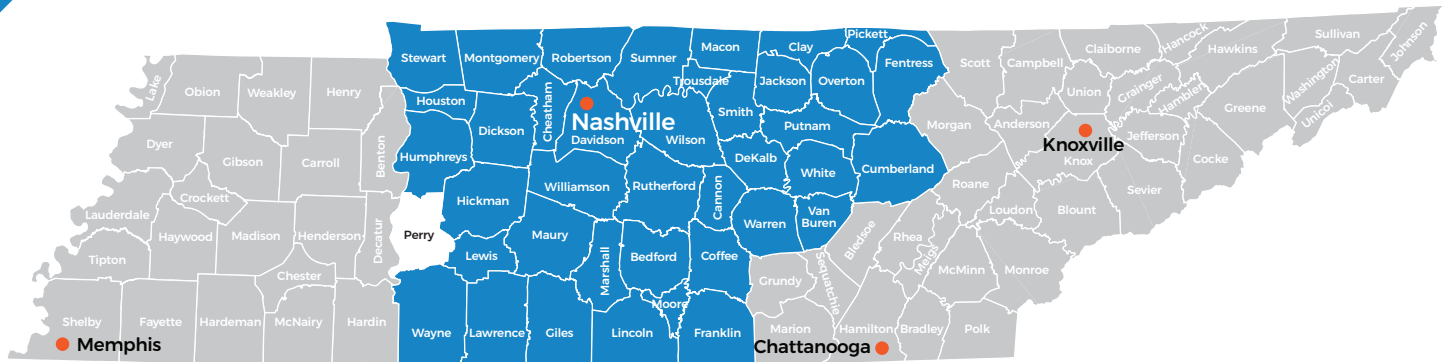 Stewart
Montgomery
Robertson
Sumner
Macon
Clay
Pickett
Fentress
Scott
Campbell
Claiborne
Hancock
Hawkins
Sullivan
Johnson
Lake
Obion
Weakley
Henry
Houston
Dickson
Cheatham
Nashville
Davidson
Wilson
Trousdale
Smith
Jackson
Overton
Putnam
Morgan
Anderson
Union
Grainger
Hamblen
Greene
Washington
Carter
Unicoi
Dyer
Gibson
Carroll
Benton
Humphreys
Hickman
Williamson
Rutherford
Cannon
DeKalb
White
Cumberland
Roane
Knoxville
Knox
Jefferson
Sevier
Cocke
Lauderdale
Crockett
Haywood
Madison
Henderson
Decatur
Perry
Lewis
Maury
Marshall
Bedford
Coffee
Warren
Van
Buren
Bledsoe
Rhea
Meigs
Loudon
Blount
Tipton
Chester
Grundy
Sequatchie
McMinn
Monroe
Shelby
Memphis
Fayette
Hardeman
McNairy
Hardin
Wayne
Lawrence
Giles
Lincoln
Moore
Franklin
Marion
Chattanooga
Hamilton
Bradley
Polk